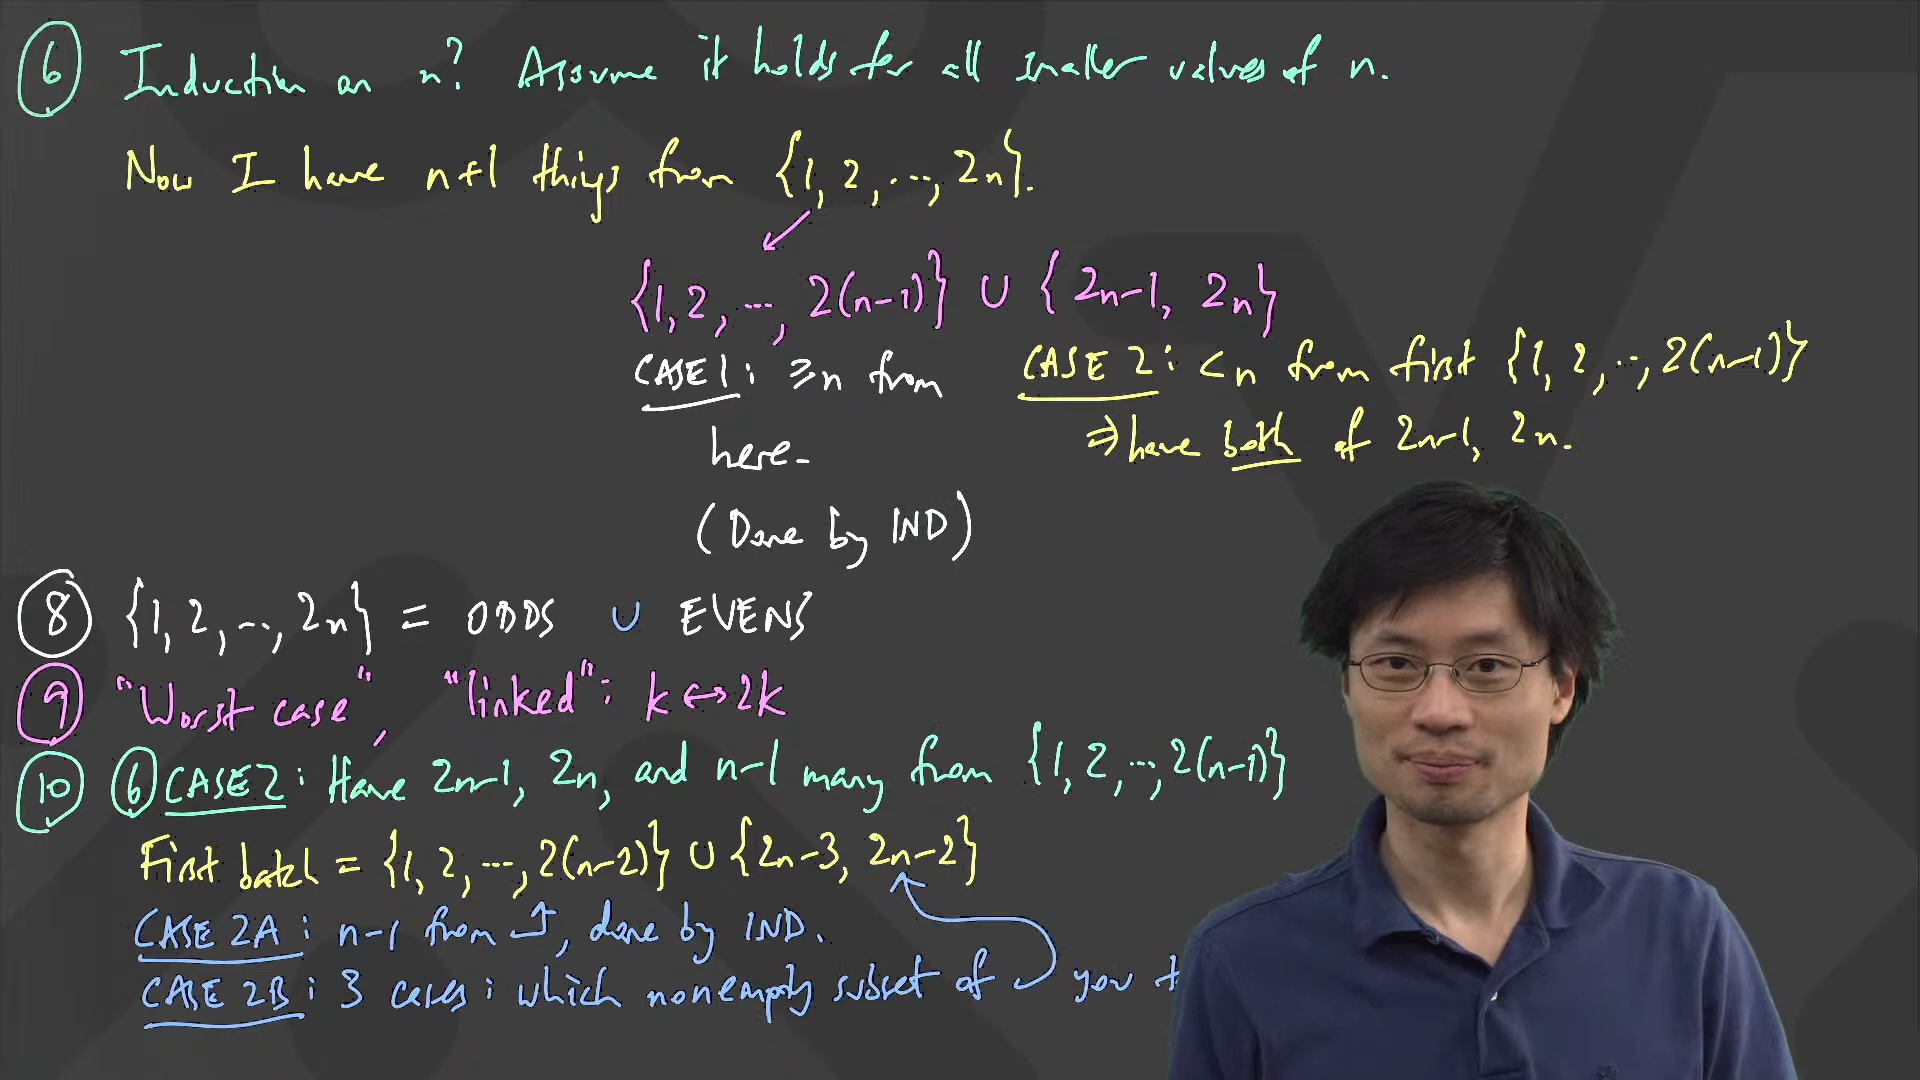 ⑥ Induction on n? Assume it holds for all smaller values of n.
Now I have n+1 things from {1, 2, ..., 2n}.
{1, 2, ..., 2(n-1)} ∪ {2n-1, 2n}
CASE 1: ≥n from here.
(Done by IND)
CASE 2: <n from first {1, 2, ..., 2(n-1)}
⇒ have both of 2n-1, 2n.
⑧ {1, 2, ..., 2n} = ODDS ∪ EVENS
⑨ "Worst case", "linked": k ↔ 2k
⑩ ⑥ CASE 2: Have 2n-1, 2n, and n-1 many from {1, 2, ..., 2(n-1)}
First batch = {1, 2, ..., 2(n-2)} ∪ {2n-3, 2n-2}
CASE 2A: n-1 from ⤴, done by IND.
CASE 2B: 3 cases: which nonempty subset of you